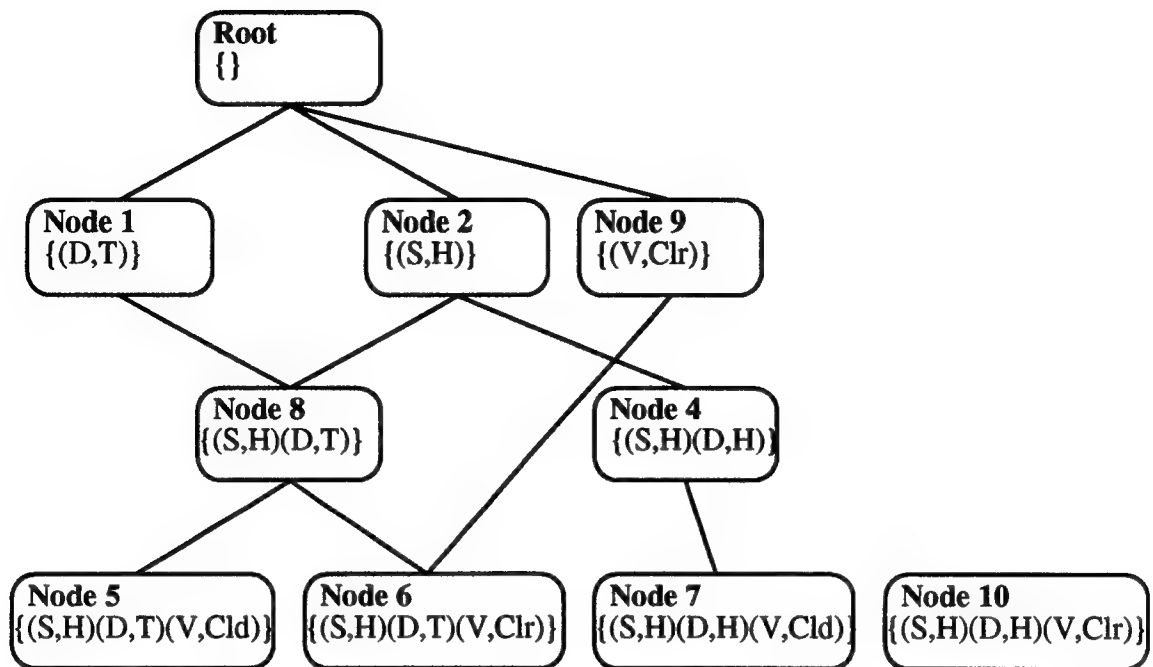 Root
{}
Node 1
{(D,T)}
Node 2
{(S,H)}
Node 9
{(V,Clr)}
Node 8
{(S,H)(D,T)}
Node 4
{(S,H)(D,H)}
Node 5
{(S,H)(D,T)(V,Cld)}
Node 6
{(S,H)(D,T)(V,Clr)}
Node 7
{(S,H)(D,H)(V,Cld)}
Node 10
{(S,H)(D,H)(V,Clr)}